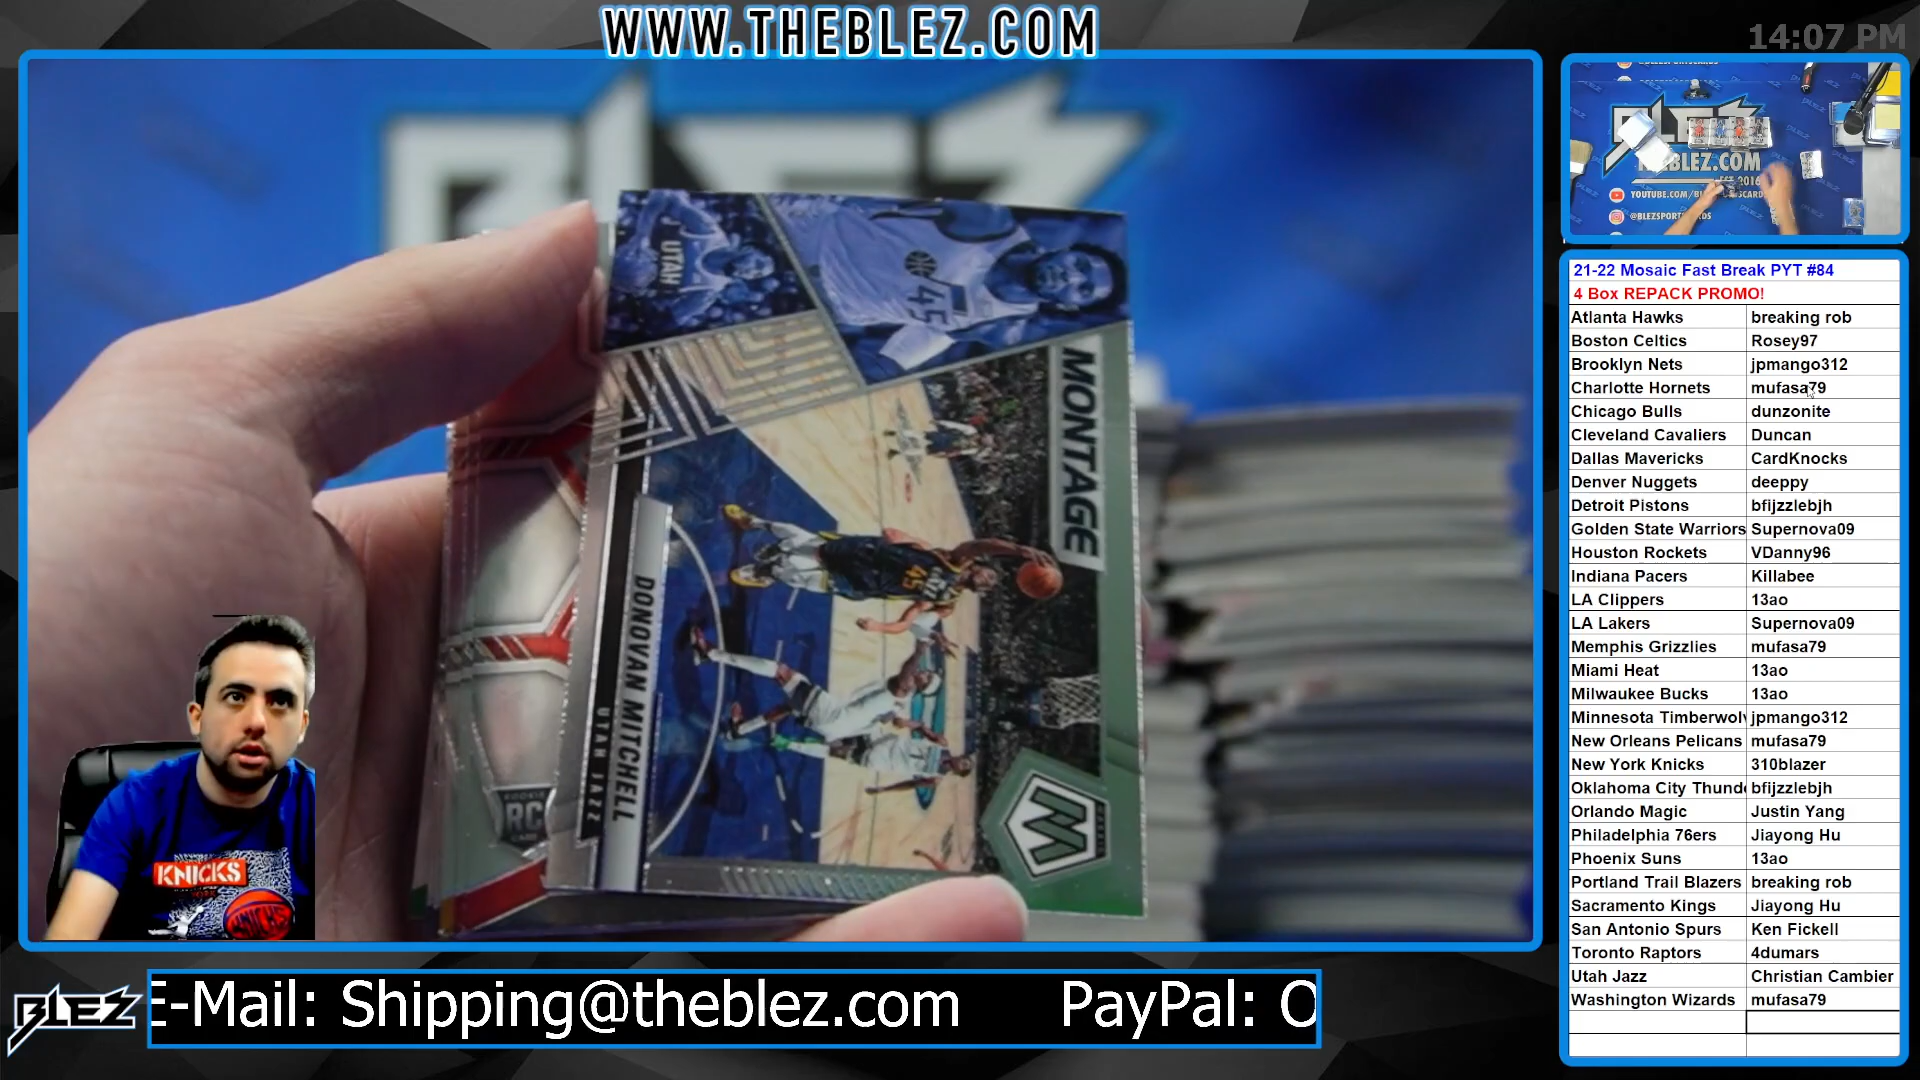 WWW.THEBLEZ.COM
14:07 PM
BLEZ
UTAH
45
MONTAGE
45
DONOVAN MITCHELL
UTAH JAZZ
RC
KNICKS
BLEZ
THEBLEZ.COM
EST. 2016
@BLEZSPORTSCARDS
21-22 Mosaic Fast Break PYT #84
4 Box REPACK PROMO!
Atlanta Hawks breaking rob
Boston Celtics Rosey97
Brooklyn Nets jpmango312
Charlotte Hornets mufasa79
Chicago Bulls dunzonite
Cleveland Cavaliers Duncan
Dallas Mavericks CardKnocks
Denver Nuggets deeppy
Detroit Pistons bfijzzlebjh
Golden State Warriors Supernova09
Houston Rockets VDanny96
Indiana Pacers Killabee
LA Clippers 13ao
LA Lakers Supernova09
Memphis Grizzlies mufasa79
Miami Heat 13ao
Milwaukee Bucks 13ao
Minnesota Timberwolv jpmango312
New Orleans Pelicans mufasa79
New York Knicks 310blazer
Oklahoma City Thund bfijzzlebjh
Orlando Magic Justin Yang
Philadelphia 76ers Jiayong Hu
Phoenix Suns 13ao
Portland Trail Blazers breaking rob
Sacramento Kings Jiayong Hu
San Antonio Spurs Ken Fickell
Toronto Raptors 4dumars
Utah Jazz Christian Cambier
Washington Wizards mufasa79
BLEZ
E-Mail: Shipping@theblez.com PayPal: O